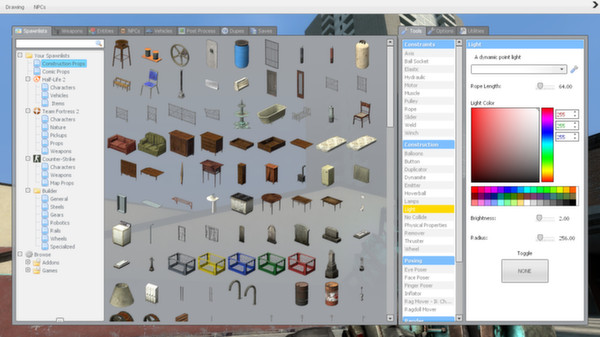 Drawing NPCs
Spawnlists Weapons Entities NPCs Vehicles Post Process Dupes Saves
Your Spawnlists
Construction Props
Comic Props
Half-Life 2
Characters
Vehicles
Items
Team Fortress 2
Characters
Nature
Pickups
Props
Weapons
Counter-Strike
Characters
Weapons
Map Props
Builder
General
Steels
Gears
Robotics
Rails
Wheels
Specialized
Browse
Addons
Games
Tools Options Utilities
Constraints
Axis
Ball Socket
Elastic
Hydraulic
Motor
Muscle
Pulley
Rope
Slider
Weld
Winch
Construction
Balloons
Button
Duplicator
Dynamite
Emitter
Hoverball
Lamps
Light
No Collide
Physical Properties
Remover
Thruster
Wheel
Posing
Eye Poser
Face Poser
Finger Poser
Inflator
Ragdoll Mover
Light
A dynamic point light
Rope Length: 64.00
Light Color
255
255
255
Brightness: 2.00
Radius: 256.00
Toggle
NONE